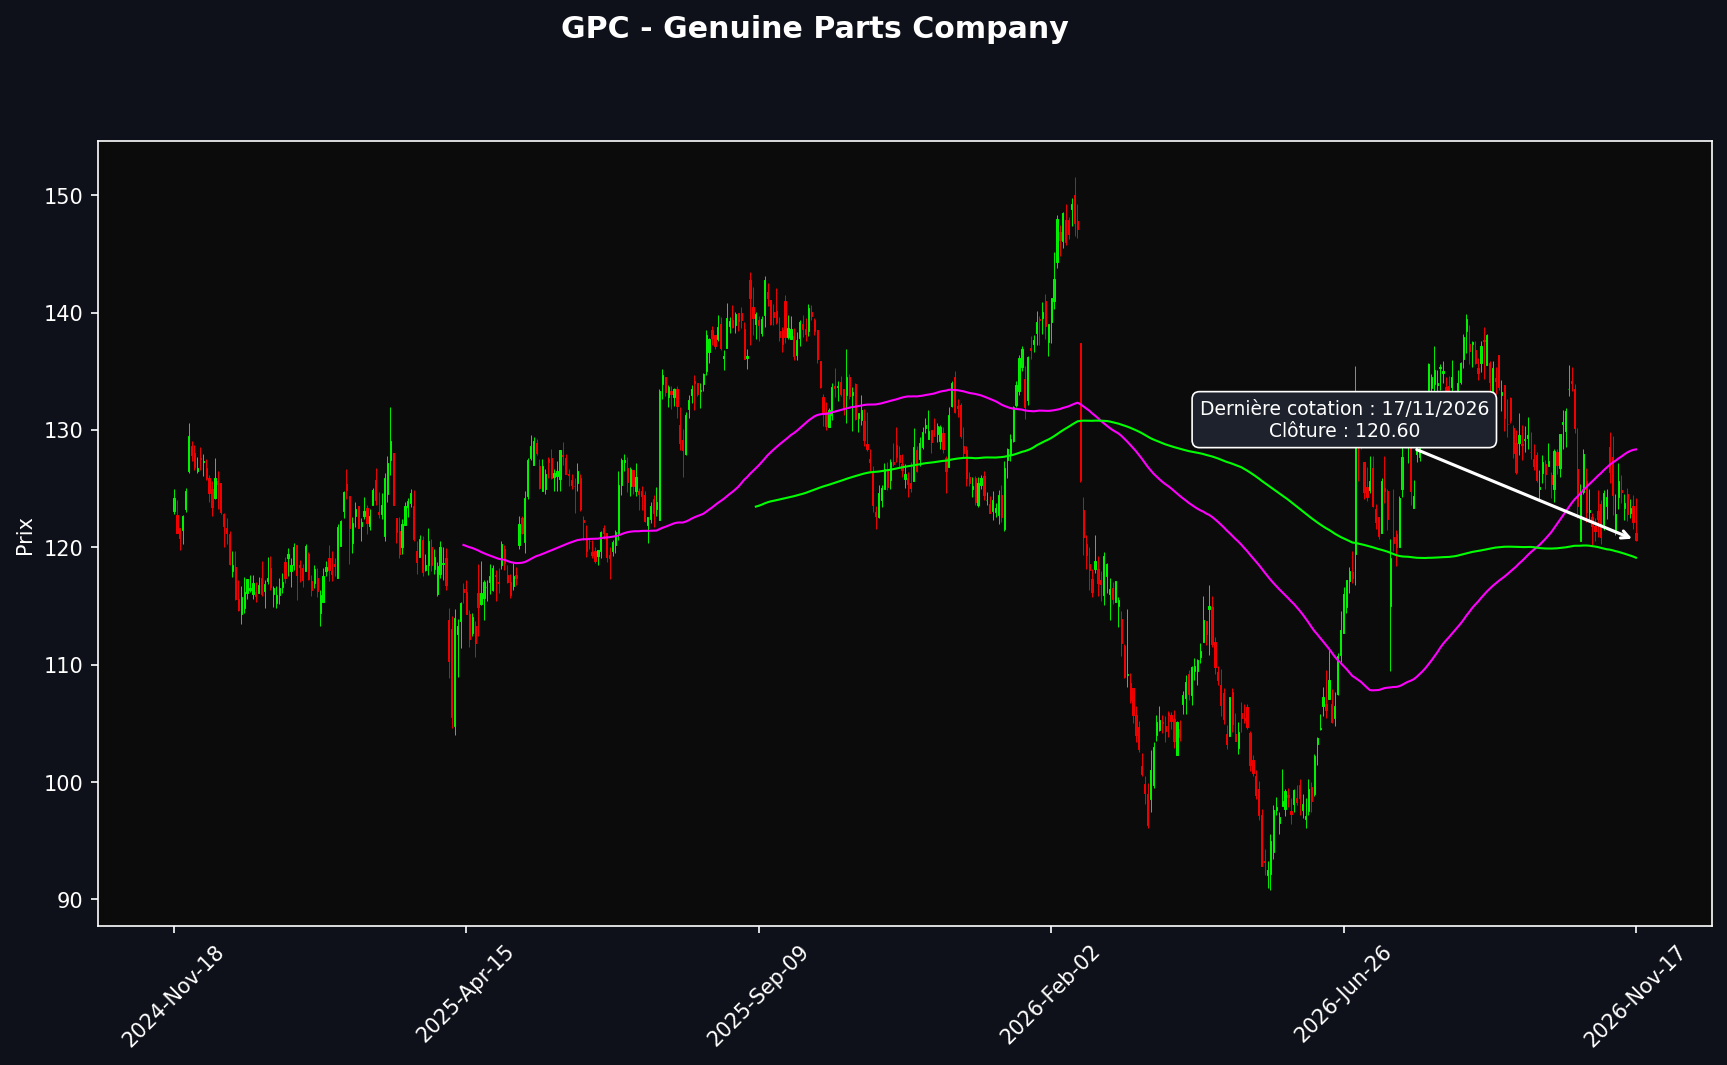 GPC - Genuine Parts Company
Prix
150
140
130
120
110
100
90
Dernière cotation : 17/11/2026
Clôture : 120.60
2024-Nov-18
2025-Apr-15
2025-Sep-09
2026-Feb-02
2026-Jun-26
2026-Nov-17